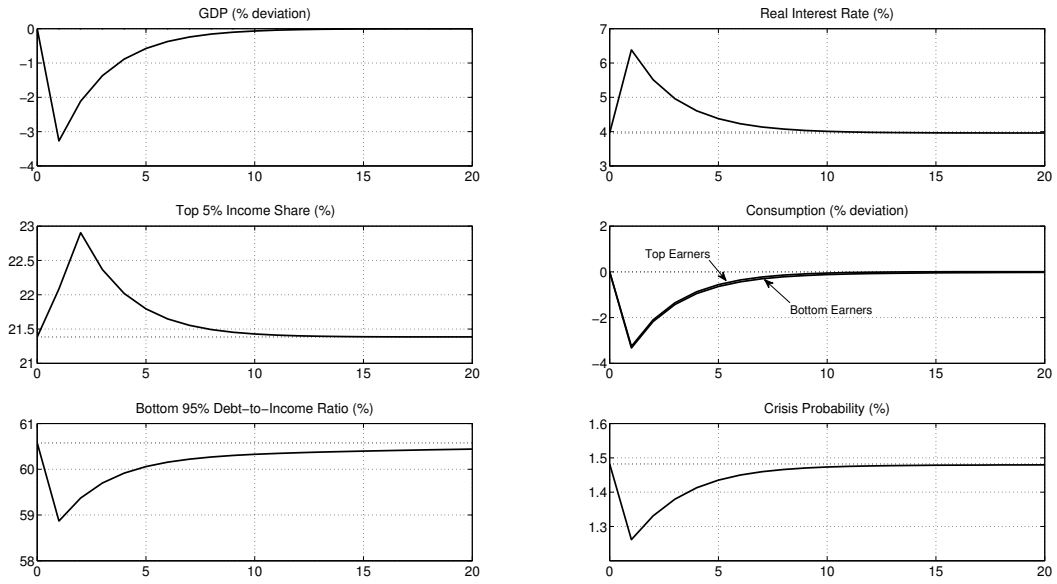 GDP (% deviation)
0
−1
−2
−3
−4
0 5 10 15 20
Real Interest Rate (%)
7
6
5
4
3
0 5 10 15 20
Top 5% Income Share (%)
23
22.5
22
21.5
21
0 5 10 15 20
Consumption (% deviation)
2
0
−2
−4
Top Earners
Bottom Earners
0 5 10 15 20
Bottom 95% Debt−to−Income Ratio (%)
61
60
59
58
0 5 10 15 20
Crisis Probability (%)
1.6
1.5
1.4
1.3
0 5 10 15 20